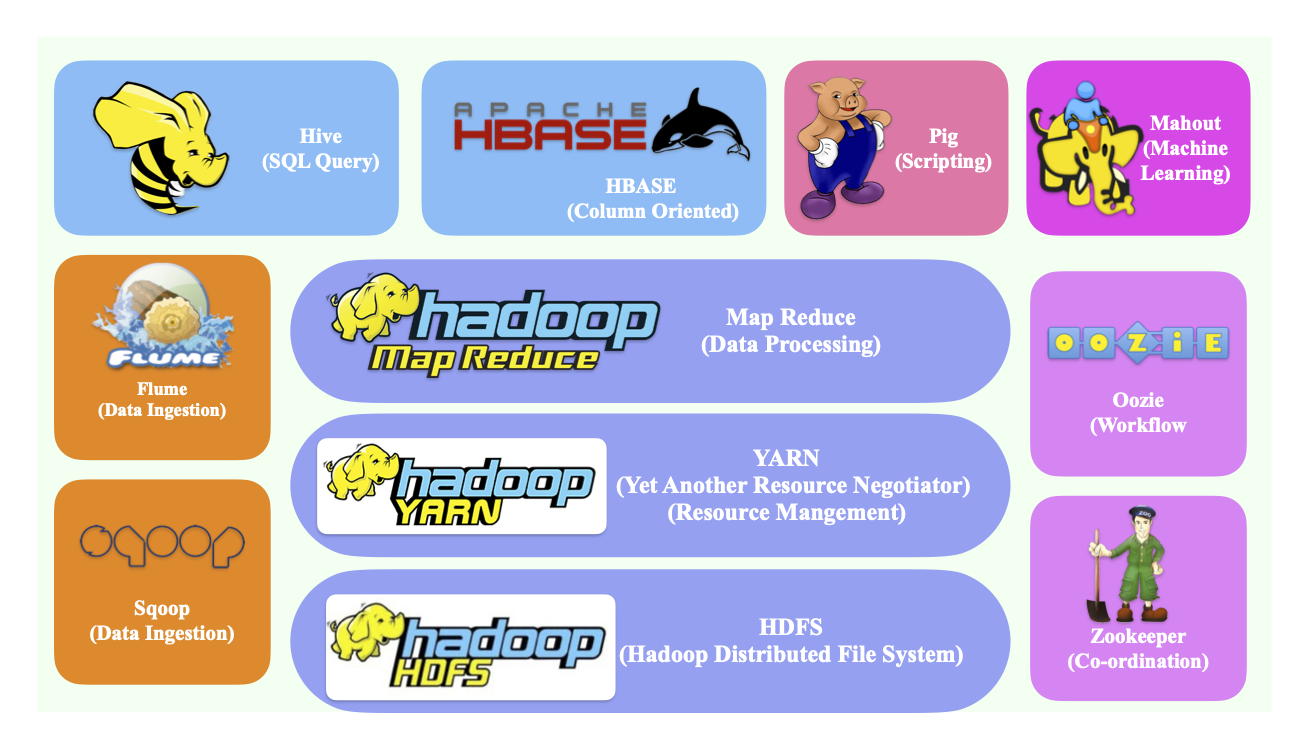 Hive
(SQL Query)
APACHE
HBASE
HBASE
(Column Oriented)
Pig
(Scripting)
Mahout
(Machine
Learning)
FLUME
Flume
(Data Ingestion)
hadoop
Map Reduce
Map Reduce
(Data Processing)
OOZiE
Oozie
(Workflow
hadoop
YARN
YARN
(Yet Another Resource Negotiator)
(Resource Mangement)
sqoop
Sqoop
(Data Ingestion)
ZOO
Zookeeper
(Co-ordination)
hadoop
HDFS
HDFS
(Hadoop Distributed File System)